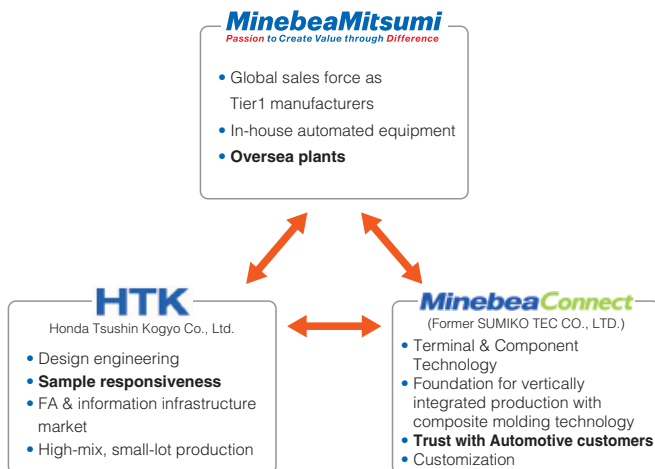 MinebeaMitsumi
Passion to Create Value through Difference
• Global sales force as
Tier1 manufacturers
• In-house automated equipment
• Oversea plants
HTK
Honda Tsushin Kogyo Co., Ltd.
• Design engineering
• Sample responsiveness
• FA & information infrastructure
market
• High-mix, small-lot production
MinebeaConnect
(Former SUMIKO TEC CO., LTD.)
• Terminal & Component
Technology
• Foundation for vertically
integrated production with
composite molding technology
• Trust with Automotive customers
• Customization